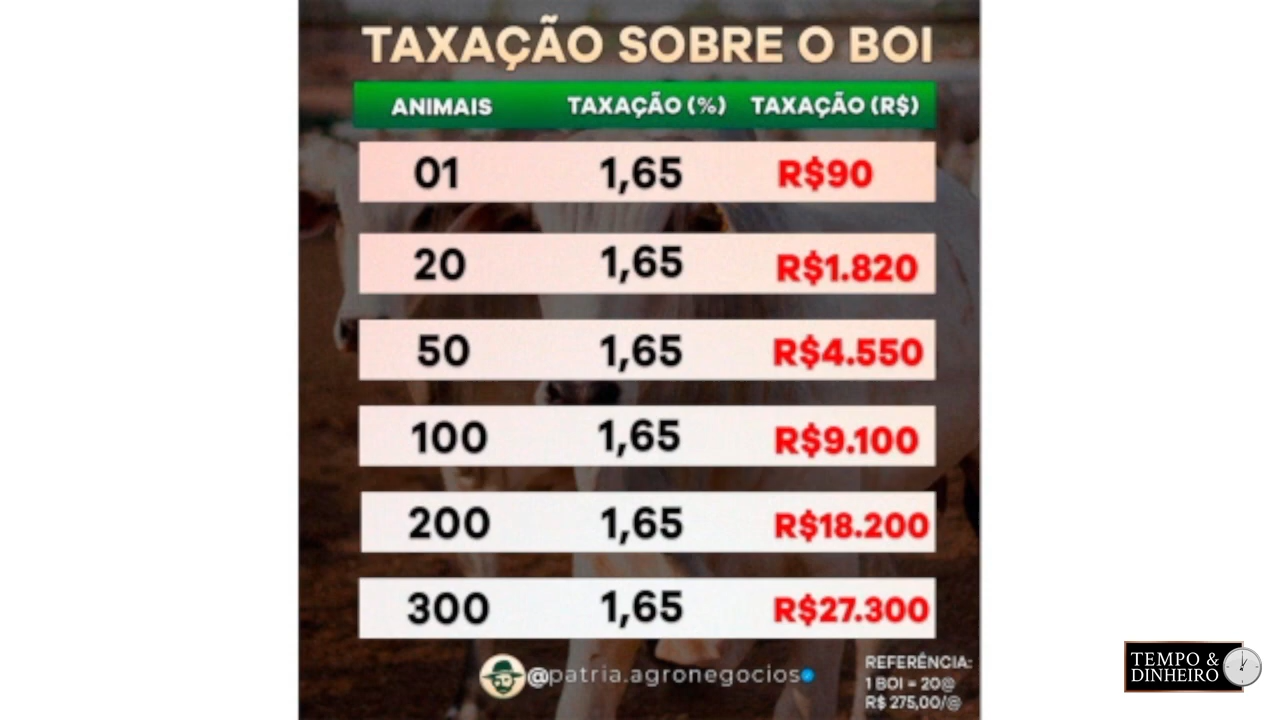 TAXAÇÃO SOBRE O BOI
ANIMAIS TAXAÇÃO (%) TAXAÇÃO (R$)
01 1,65 R$90
20 1,65 R$1.820
50 1,65 R$4.550
100 1,65 R$9.100
200 1,65 R$18.200
300 1,65 R$27.300
@patria.agronegocios
REFERÊNCIA:
1 BOI = 20@
R$ 275,00/@
TEMPO &
DINHEIRO